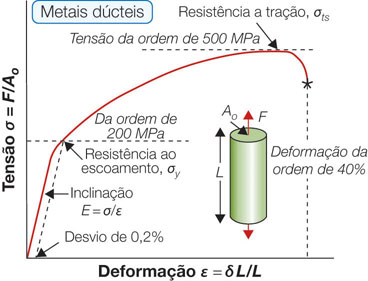 Metais dúcteis
Resistência a tração, σts
Tensão da ordem de 500 MPa
Da ordem de
200 MPa
Resistência ao
escoamento, σy
Inclinação
E = σ/ε
Desvio de 0,2%
Ao
F
L
Deformação da
ordem de 40%
Tensão σ = F/Ao
Deformação ε = δL/L